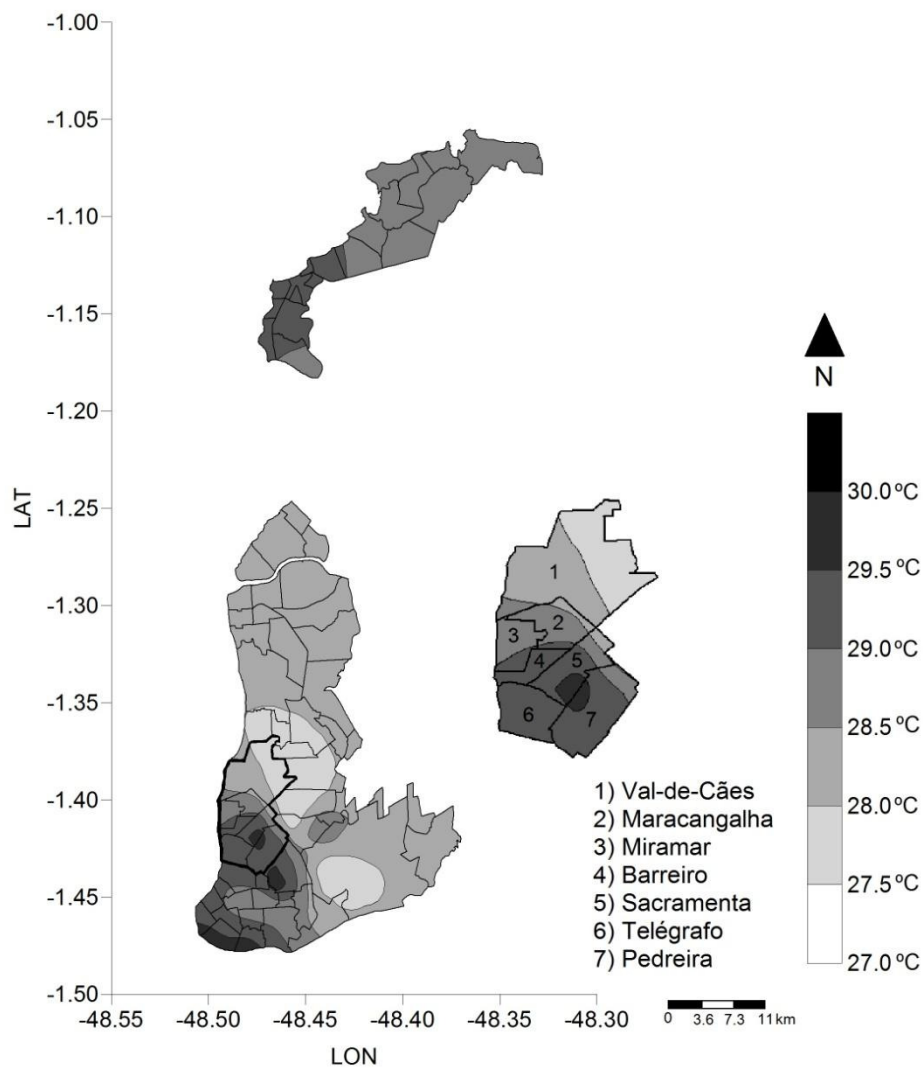 -1.00
-1.05
-1.10
-1.15
-1.20
-1.25
-1.30
-1.35
-1.40
-1.45
-1.50
LAT
-48.55
-48.50
-48.45
-48.40
-48.35
-48.30
LON
1
2
3
4
5
6
7
1) Val-de-Cães
2) Maracangalha
3) Miramar
4) Barreiro
5) Sacramenta
6) Telégrafo
7) Pedreira
N
30.0 ºC
29.5 ºC
29.0 ºC
28.5 ºC
28.0 ºC
27.5 ºC
27.0 ºC
0 3.6 7.3 11 km